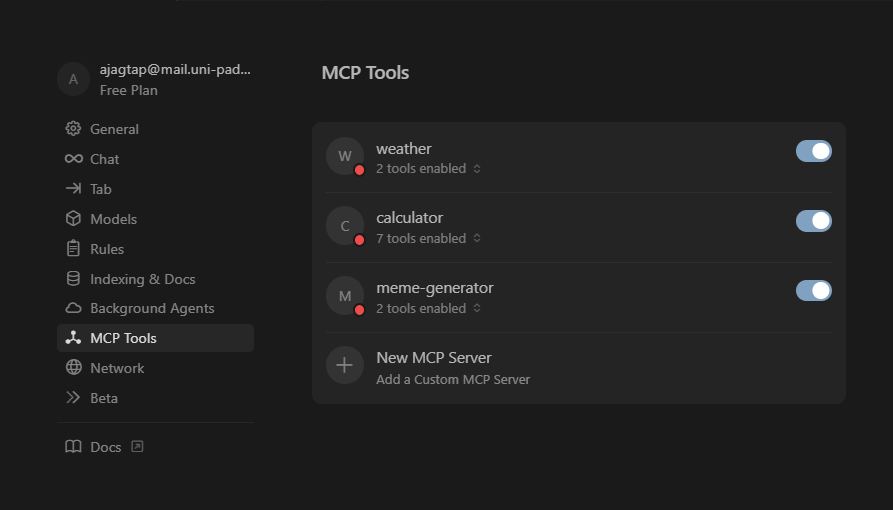 A
ajagtap@mail.uni-pad...
Free Plan
General
Chat
Tab
Models
Rules
Indexing & Docs
Background Agents
MCP Tools
Network
Beta
Docs
MCP Tools
W
weather
2 tools enabled
C
calculator
7 tools enabled
M
meme-generator
2 tools enabled
New MCP Server
Add a Custom MCP Server